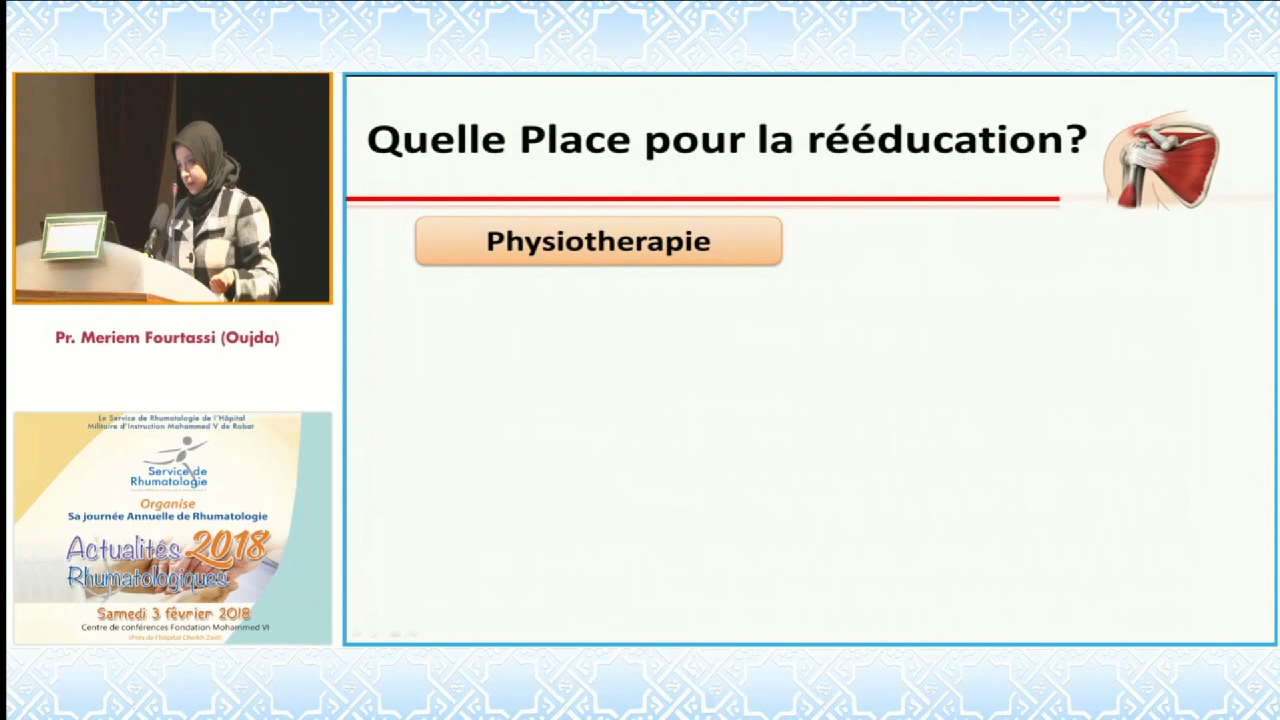 Quelle Place pour la rééducation?
Physiotherapie
Pr. Meriem Fourtassi (Oujda)
Le Service de Rhumatologie de l'Hôpital
Militaire d'Instruction Mohammed V de Rabat
Service de
Rhumatologie
Organise
Sa journée Annuelle de Rhumatologie
Actualités 2018
Rhumatologiques
Samedi 3 février 2018
Centre de conférences Fondation Mohammed VI
(Près de l'hôpital Cheikh Zaid)